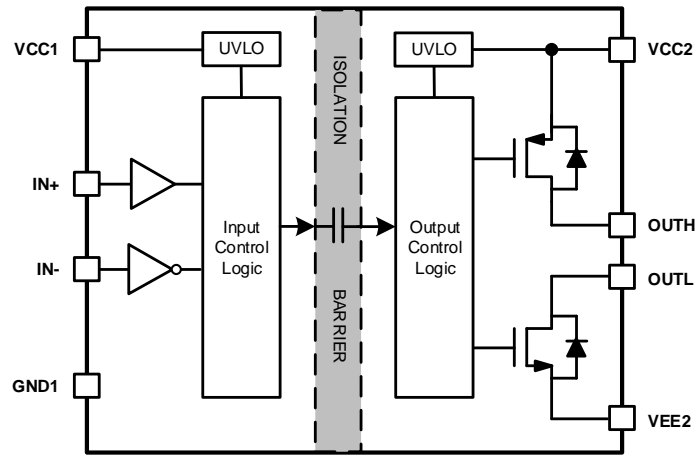 VCC1
UVLO
ISOLATION
UVLO
VCC2
IN+
Input
Control
Logic
Output
Control
Logic
OUTH
IN-
OUTL
BARRIER
GND1
VEE2